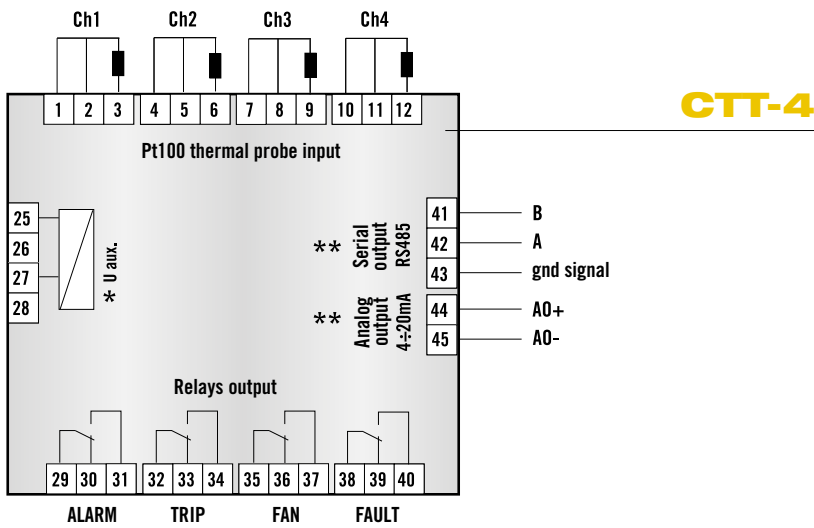 Ch1 Ch2 Ch3 Ch4
CTT-4
1 2 3 4 5 6 7 8 9 10 11 12
Pt100 thermal probe input
25
26
27
28
* U aux.
** Serial
output
RS485
41 B
42 A
43 gnd signal
** Analog
output
4÷20mA
44 AO+
45 AO-
Relays output
29 30 31 32 33 34 35 36 37 38 39 40
ALARM TRIP FAN FAULT